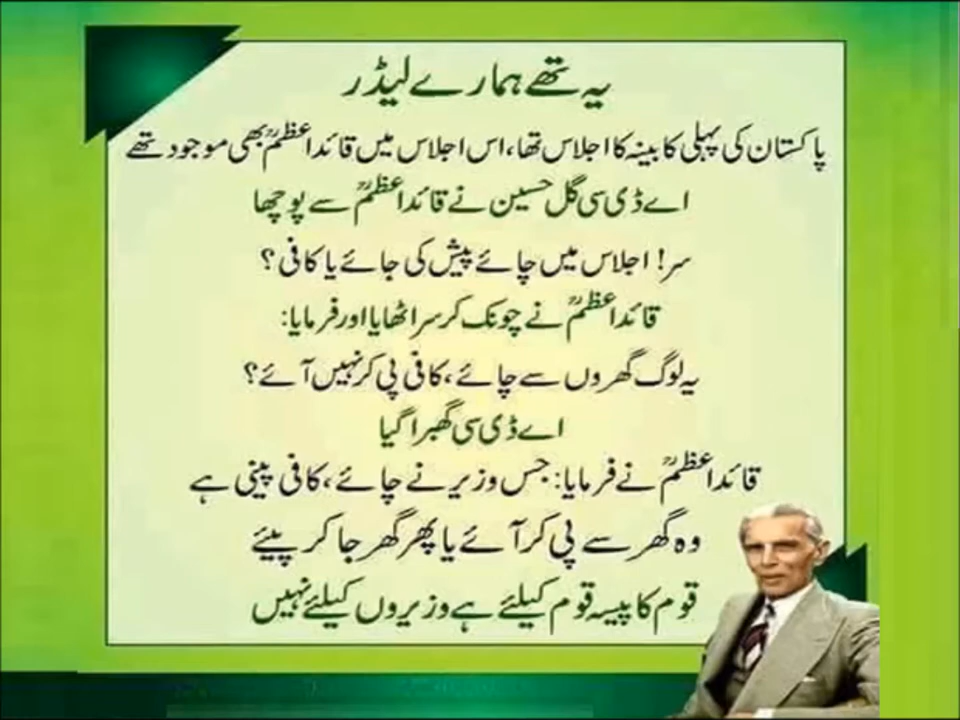 یہ تھے ہمارے لیڈر
پاکستان کی پہلی کابینہ کا اجلاس تھا، اس اجلاس میں قائداعظمؒ بھی موجود تھے
اے ڈی سی گل حسین نے قائداعظمؒ سے پوچھا
سر! اجلاس میں چائے پیش کی جائے یا کافی؟
قائداعظمؒ نے چونک کر سر اٹھایا اور فرمایا:
یہ لوگ گھروں سے چائے، کافی پی کر نہیں آئے؟
اے ڈی سی گھبرا گیا
قائداعظمؒ نے فرمایا: جس وزیر نے چائے، کافی پینی ہے
وہ گھر سے پی کر آئے یا پھر گھر جا کر پیئے
قوم کا پیسہ قوم کیلئے ہے وزیروں کیلئے نہیں